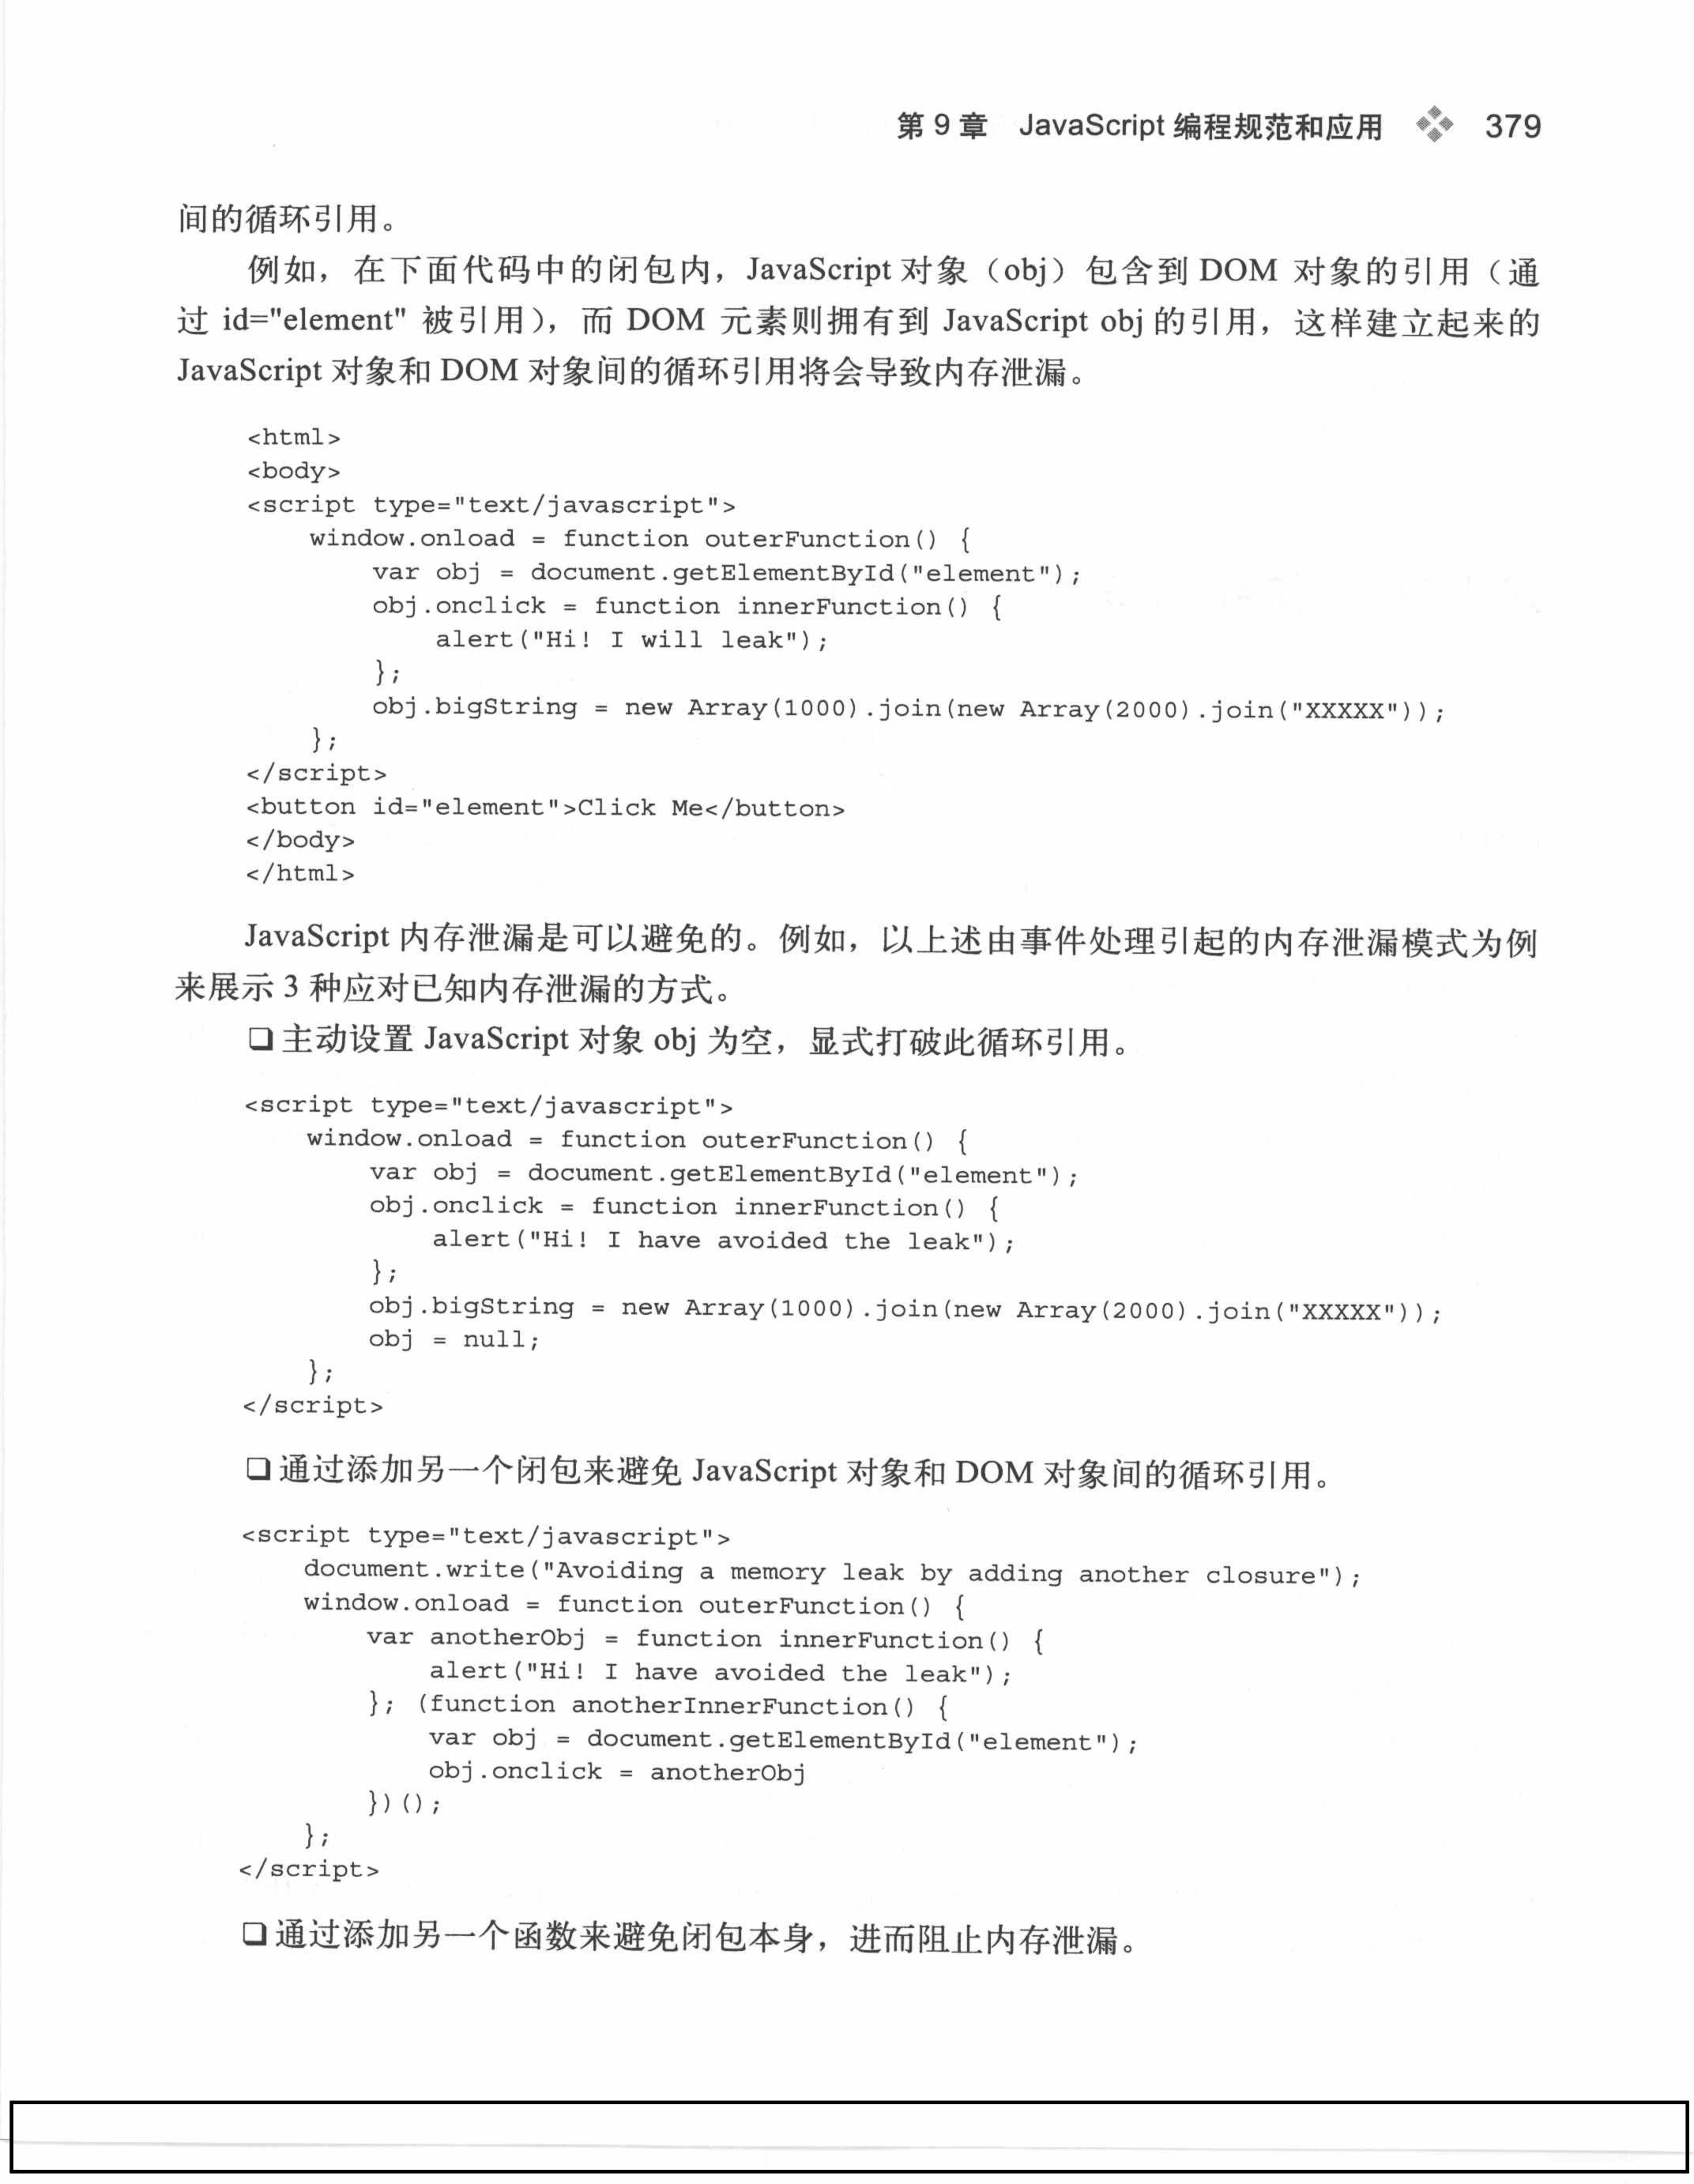 第 9 章 JavaScript 编程规范和应用 379
间的循环引用。
例如，在下面代码中的闭包内，JavaScript 对象（obj）包含到 DOM 对象的引用（通
过 id="element" 被引用），而 DOM 元素则拥有到 JavaScript obj 的引用，这样建立起来的
JavaScript 对象和 DOM 对象间的循环引用将会导致内存泄漏。
<html>
<body>
<script type="text/javascript">
    window.onload = function outerFunction() {
        var obj = document.getElementById("element");
        obj.onclick = function innerFunction() {
            alert("Hi! I will leak");
        };
        obj.bigString = new Array(1000).join(new Array(2000).join("XXXXX"));
    };
</script>
<button id="element">Click Me</button>
</body>
</html>
JavaScript 内存泄漏是可以避免的。例如，以上述由事件处理引起的内存泄漏模式为例
来展示 3 种应对已知内存泄漏的方式。
❑ 主动设置 JavaScript 对象 obj 为空，显式打破此循环引用。
<script type="text/javascript">
    window.onload = function outerFunction() {
        var obj = document.getElementById("element");
        obj.onclick = function innerFunction() {
            alert("Hi! I have avoided the leak");
        };
        obj.bigString = new Array(1000).join(new Array(2000).join("XXXXX"));
        obj = null;
    };
</script>
❑ 通过添加另一个闭包来避免 JavaScript 对象和 DOM 对象间的循环引用。
<script type="text/javascript">
    document.write("Avoiding a memory leak by adding another closure");
    window.onload = function outerFunction() {
        var anotherObj = function innerFunction() {
            alert("Hi! I have avoided the leak");
        }; (function anotherInnerFunction() {
            var obj = document.getElementById("element");
            obj.onclick = anotherObj
        })();
    };
</script>
❑ 通过添加另一个函数来避免闭包本身，进而阻止内存泄漏。